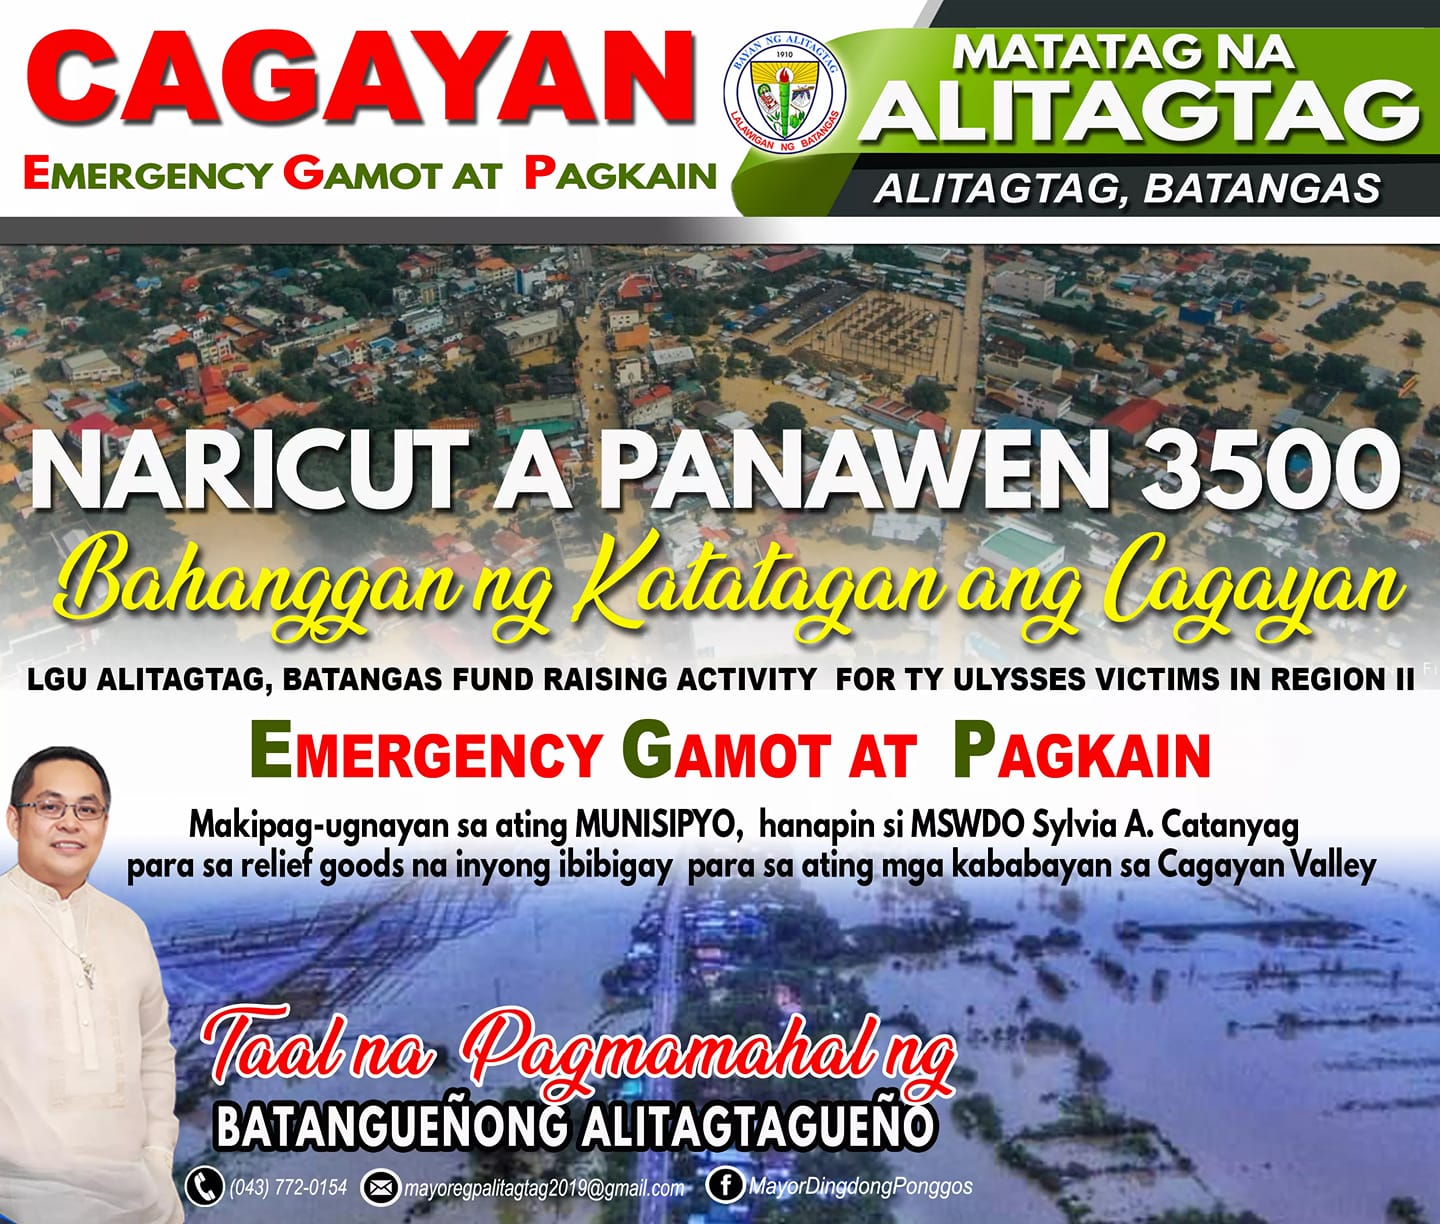 CAGAYAN
EMERGENCY GAMOT AT PAGKAIN
BAYAN NG ALITAGTAG
1910
LALAWIGAN NG BATANGAS
MATATAG NA
ALITAGTAG
ALITAGTAG, BATANGAS
NARICUT A PANAWEN 3500
Bahanggan ng Katatagan ang Cagayan
LGU ALITAGTAG, BATANGAS FUND RAISING ACTIVITY FOR TY ULYSSES VICTIMS IN REGION II
EMERGENCY GAMOT AT PAGKAIN
Makipag-ugnayan sa ating MUNISIPYO, hanapin si MSWDO Sylvia A. Catanyag
para sa relief goods na inyong ibibigay para sa ating mga kababayan sa Cagayan Valley
Taal na Pagmamahal ng
BATANGUEÑONG ALITAGTAGUEÑO
(043) 772-0154 mayoregpalitagtag2019@gmail.com MayorDingdongPonggos